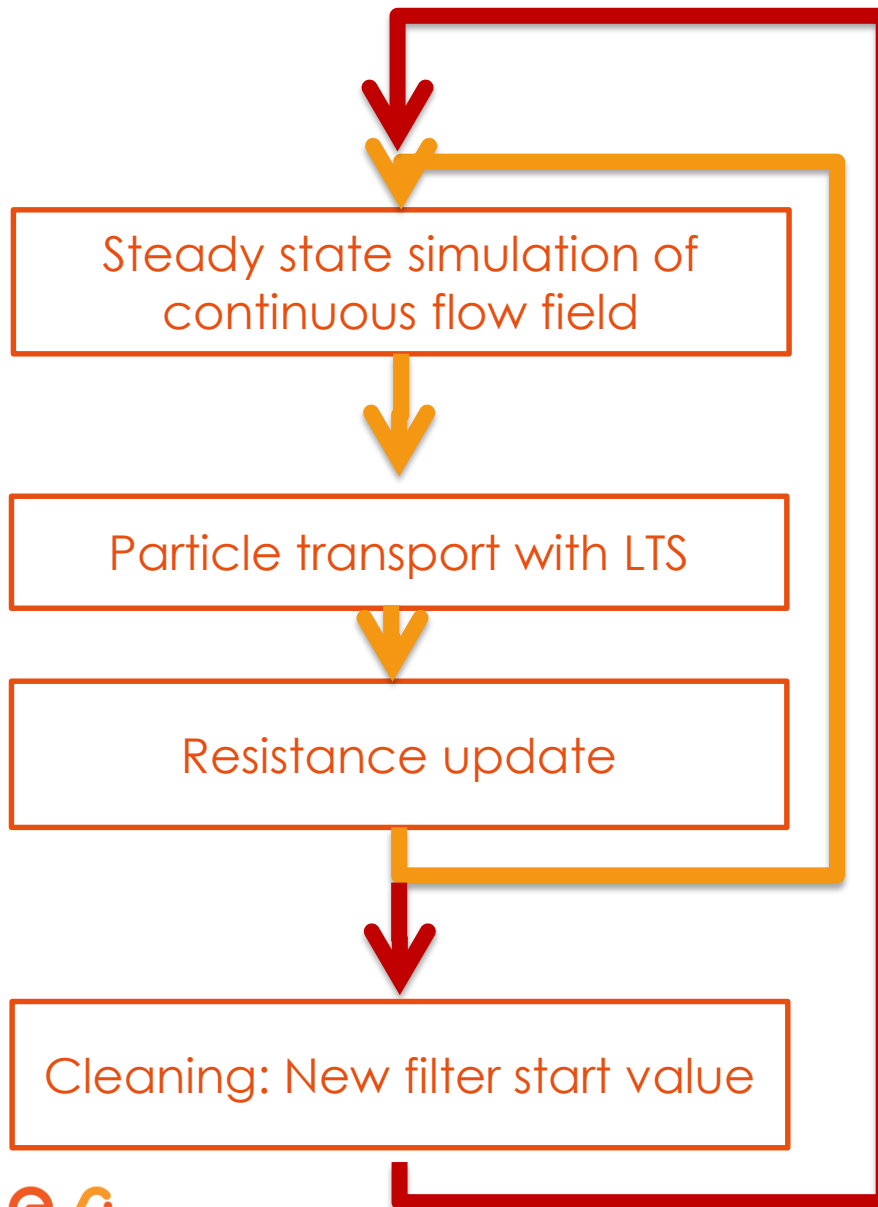 Steady state simulation of
continuous flow field
Particle transport with LTS
Resistance update
Cleaning: New filter start value